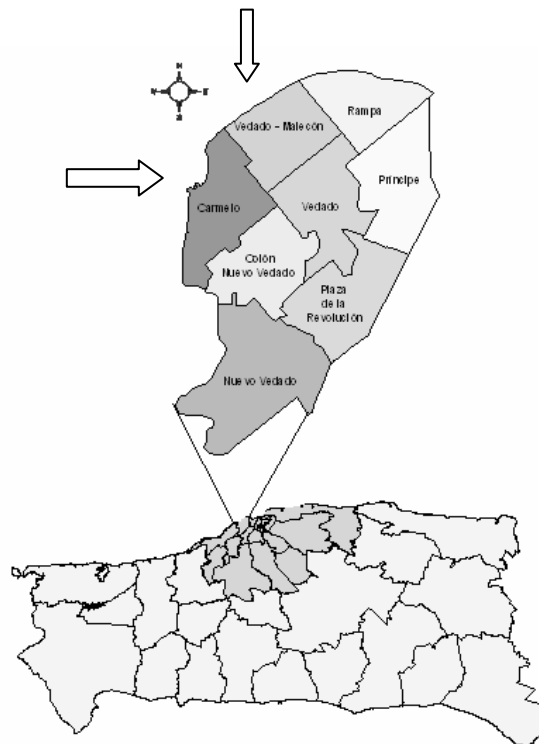 N
Rampa
Vedado – Malecón
Príncipe
Carmelo
Vedado
Colón
Nuevo Vedado
Plaza
de la
Revolución
Nuevo Vedado